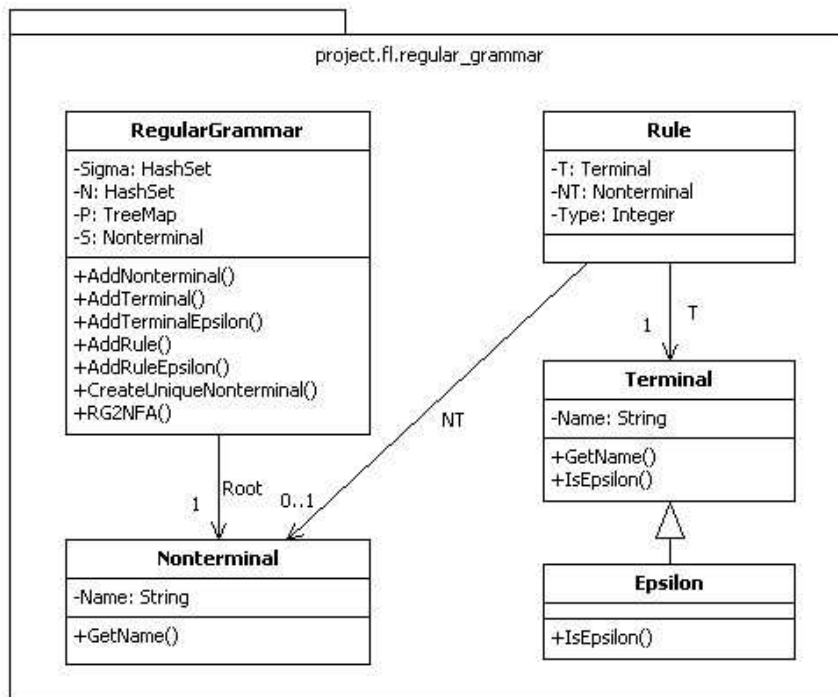 project.fl.regular_grammar
RegularGrammar
-Sigma: HashSet
-N: HashSet
-P: TreeMap
-S: Nonterminal
+AddNonterminal()
+AddTerminal()
+AddTerminalEpsilon()
+AddRule()
+AddRuleEpsilon()
+CreateUniqueNonterminal()
+RG2NFA()
Rule
-T: Terminal
-NT: Nonterminal
-Type: Integer
T
1
Terminal
-Name: String
+GetName()
+IsEpsilon()
NT
Root
1
0..1
Nonterminal
-Name: String
+GetName()
Epsilon
+IsEpsilon()